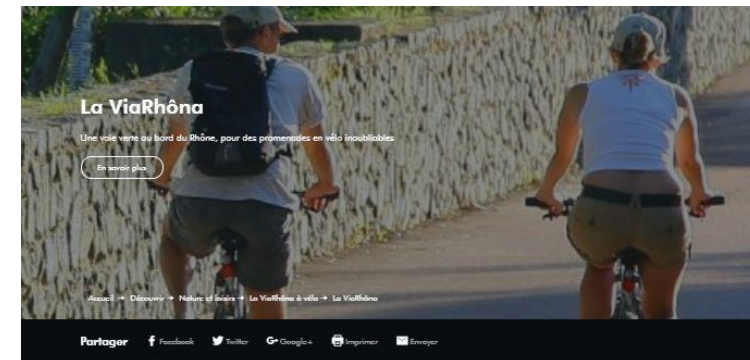 La ViaRhôna
Une voie verte au bord du Rhône, pour des promenades en vélo inoubliables
En savoir plus
Accueil → Découvrir → Nature et loisirs → La ViaRhôna à vélo → La ViaRhôna
Partager Facebook Twitter G+ Google+ Imprimer Envoyer